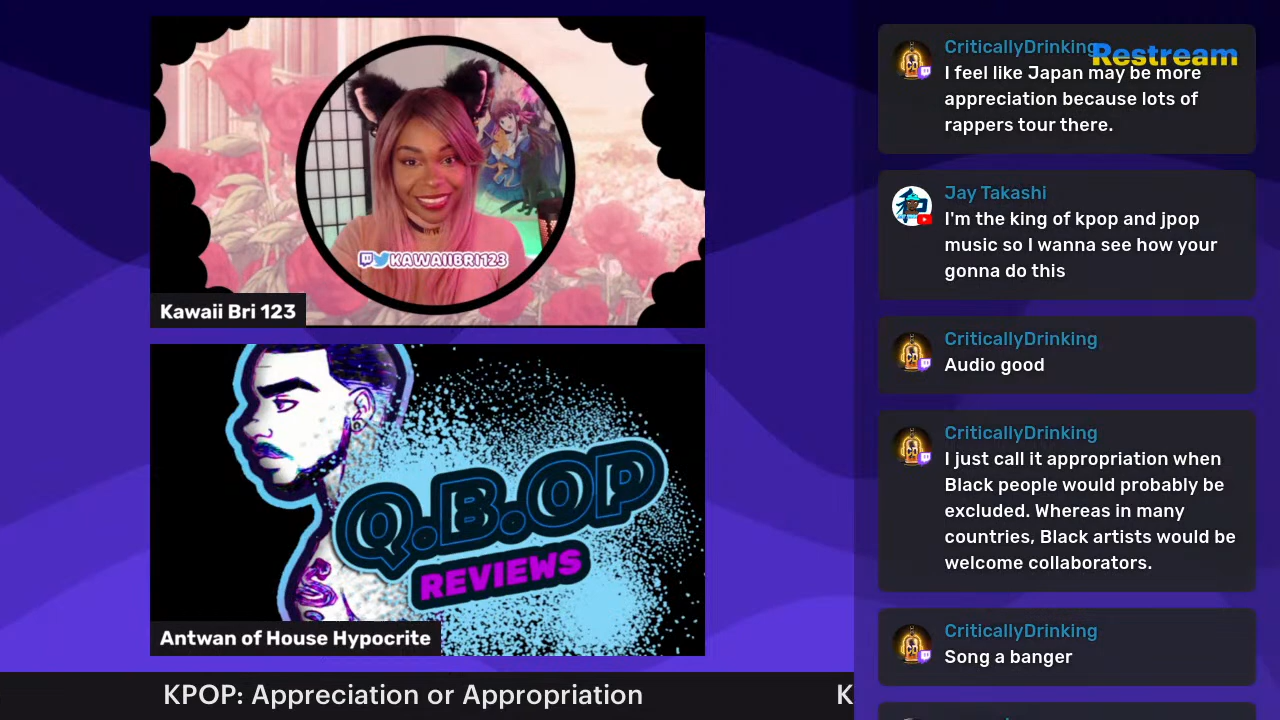 KAWAIIBRI123
Kawaii Bri 123
Q.B.OP
REVIEWS
Antwan of House Hypocrite
KPOP: Appreciation or Appropriation
K
Restream
CriticallyDrinking
I feel like Japan may be more
appreciation because lots of
rappers tour there.
Jay Takashi
I'm the king of kpop and jpop
music so I wanna see how your
gonna do this
CriticallyDrinking
Audio good
CriticallyDrinking
I just call it appropriation when
Black people would probably be
excluded. Whereas in many
countries, Black artists would be
welcome collaborators.
CriticallyDrinking
Song a banger